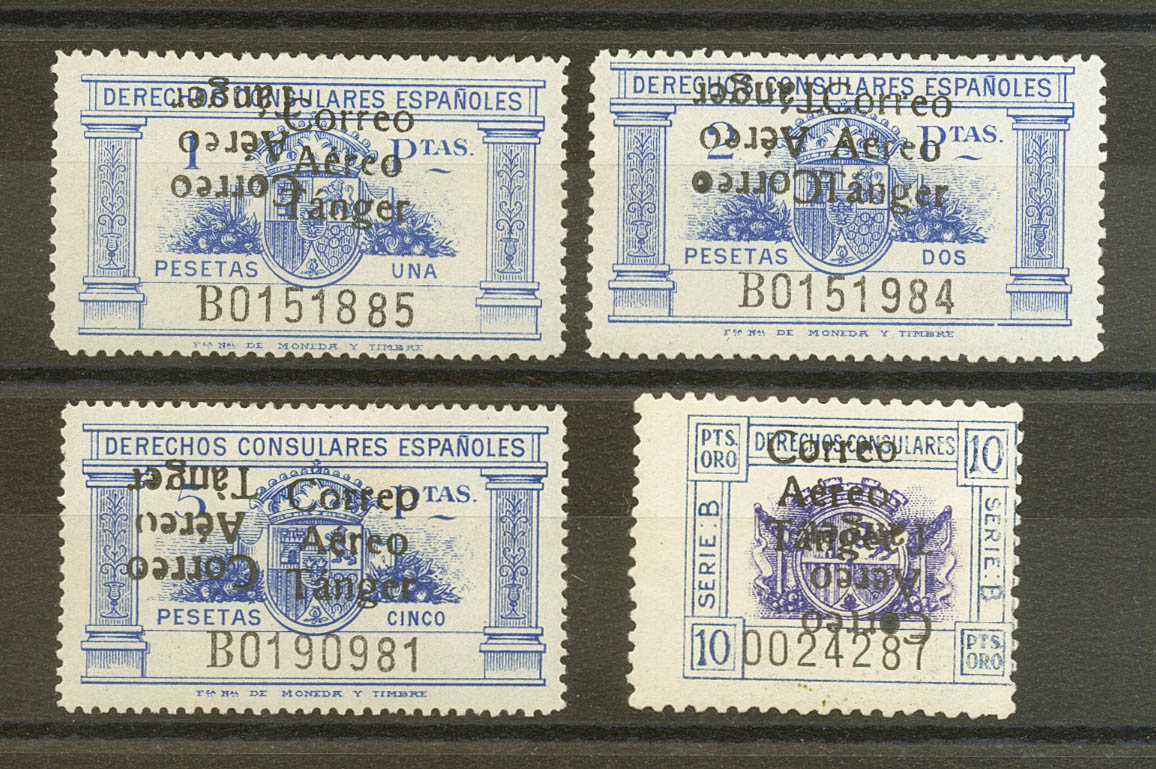 DERECHOS CONSULARES ESPAÑOLES
1 PTAS.
Correo
Aéreo
Tánger
Correo
Aéreo
Tánger
PESETAS UNA
B0151885
Fca Nal DE MONEDA Y TIMBRE
DERECHOS CONSULARES ESPAÑOLES
2 PTAS.
Correo
Aéreo
Tánger
Correo
Aéreo
Tánger
PESETAS DOS
B0151984
Fca Nal DE MONEDA Y TIMBRE
DERECHOS CONSULARES ESPAÑOLES
5 PTAS.
Correo
Aéreo
Tánger
Correo
Aéreo
Tánger
PESETAS CINCO
B0190981
Fca Nal DE MONEDA Y TIMBRE
PTS. ORO
DERECHOS CONSULARES
10
Correo
Aéreo
Tánger
Correo
Aéreo
Tánger
SERIE:B
SERIE:B
10
0024287
PTS. ORO